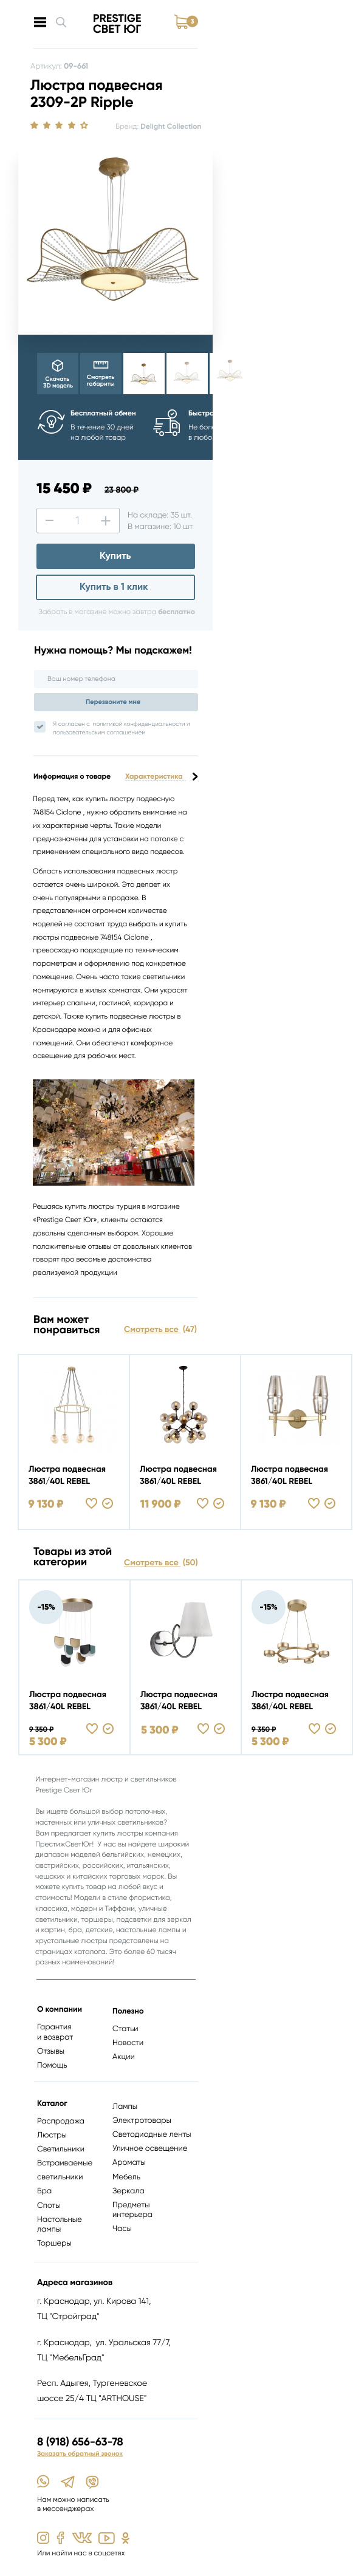 PRESTIGE
СВЕТ ЮГ
3
Артикул: 09-661
Люстра подвесная
2309-2P Ripple
Бренд: Delight Collection
Скачать
3D модель
Смотреть
габариты
Бесплатный обмен
В течение 30 дней
на любой товар
Быстра
Не боле
в любо
15 450 ₽ 23 800 ₽
1
На складе: 35 шт.
В магазине: 10 шт
Купить
Купить в 1 клик
Забрать в магазине можно завтра бесплатно
Нужна помощь? Мы подскажем!
Ваш номер телефона
Перезвоните мне
Я согласен с политикой конфиденциальности и
пользовательским соглашением
Информация о товаре Характеристика
Перед тем, как купить люстру подвесную
748154 Ciclone , нужно обратить внимание на
их характерные черты. Такие модели
предназначены для установки на потолке с
применением специального вида подвесов.
Область использования подвесных люстр
остается очень широкой. Это делает их
очень популярными в продаже. В
представленном огромном количестве
моделей не составит труда выбрать и купить
люстры подвесные 748154 Ciclone ,
превосходно подходящие по техническим
параметрам и оформлению под конкретное
помещение. Очень часто такие светильники
монтируются в жилых комнатах. Они украсят
интерьер спальни, гостиной, коридора и
детской. Также купить подвесные люстры в
Краснодаре можно и для офисных
помещений. Они обеспечат комфортное
освещение для рабочих мест.
Решаясь купить люстры турция в магазине
«Prestige Свет Юг», клиенты остаются
довольны сделанным выбором. Хорошие
положительные отзывы от довольных клиентов
говорят про весомые достоинства
реализуемой продукции
Вам может
понравиться
Смотреть все (47)
Люстра подвесная
3861/40L REBEL
9 130 ₽
Люстра подвесная
3861/40L REBEL
11 900 ₽
Люстра подвесная
3861/40L REBEL
9 130 ₽
Товары из этой
категории
Смотреть все (50)
-15%
Люстра подвесная
3861/40L REBEL
9 350 ₽
5 300 ₽
Люстра подвесная
3861/40L REBEL
5 300 ₽
-15%
Люстра подвесная
3861/40L REBEL
9 350 ₽
5 300 ₽
Интернет-магазин люстр и светильников
Prestige Свет Юг
Вы ищете большой выбор потолочных,
настенных или уличных светильников?
Вам предлагает купить люстры компания
ПрестижСветЮг! У нас вы найдете широкий
диапазон моделей бельгийских, немецких,
австрийских, российских, итальянских,
чешских и китайских торговых марок. Вы
можете купить товар на любой вкус и
стоимость! Модели в стиле флористика,
классика, модерн и Тиффани, уличные
светильники, торшеры, подсветки для зеркал
и картин, бра, детские, настольные лампы и
хрустальные люстры представлены на
страницах каталога. Это более 60 тысяч
разных наименований!
О компании
Гарантия
и возврат
Отзывы
Помощь
Полезно
Статьи
Новости
Акции
Каталог
Распродажа
Люстры
Светильники
Встраиваемые
светильники
Бра
Споты
Настольные
лампы
Торшеры
Лампы
Электротовары
Светодиодные ленты
Уличное освещение
Ароматы
Мебель
Зеркала
Предметы
интерьера
Часы
Адреса магазинов
г. Краснодар, ул. Кирова 141,
ТЦ "Стройград"
г. Краснодар, ул. Уральская 77/7,
ТЦ "МебельГрад"
Респ. Адыгея, Тургеневское
шоссе 25/4 ТЦ "ARTHOUSE"
8 (918) 656-63-78
Заказать обратный звонок
Нам можно написать
в мессенджерах
Или найти нас в соцсетях